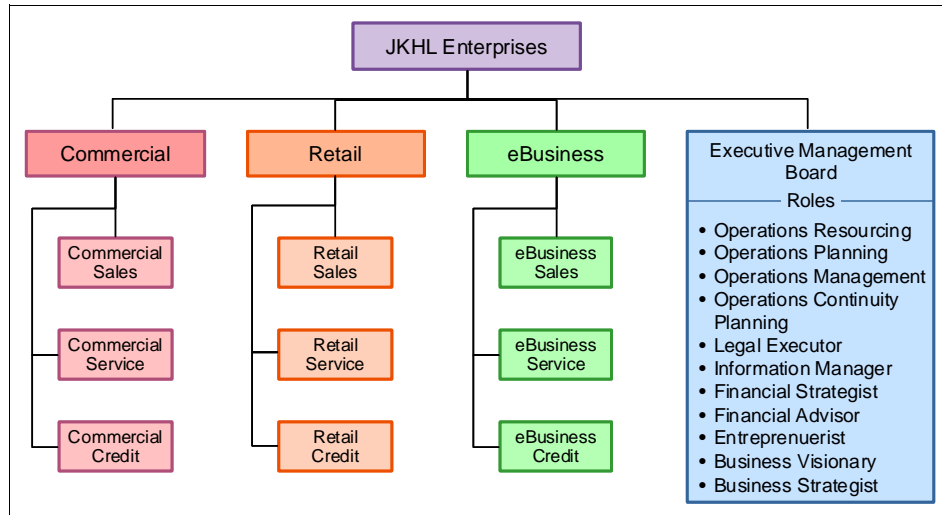 JKHL Enterprises
Commercial
Retail
eBusiness
Executive Management
Board
Roles
• Operations Resourcing
• Operations Planning
• Operations Management
• Operations Continuity
Planning
• Legal Executor
• Information Manager
• Financial Strategist
• Financial Advisor
• Entreprenuerist
• Business Visionary
• Business Strategist
Commercial
Sales
Retail
Sales
eBusiness
Sales
Commercial
Service
Retail
Service
eBusiness
Service
Commercial
Credit
Retail
Credit
eBusiness
Credit